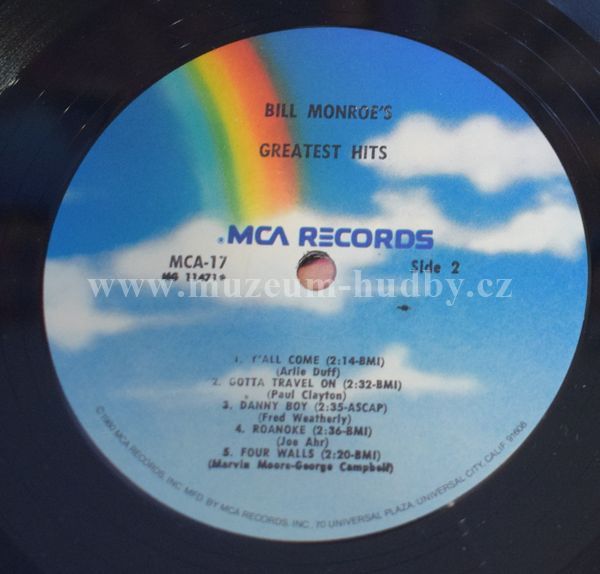 BILL MONROE'S
GREATEST HITS
MCA RECORDS
MCA-17
Side 2
MG 11471*
www.muzeum-hudby.cz
1. Y'ALL COME (2:14-BMI)
(Arlie Duff)
2. GOTTA TRAVEL ON (2:32-BMI)
(Paul Clayton)
3. DANNY BOY (2:35-ASCAP)
(Fred Weatherly)
4. ROANOKE (2:36-BMI)
(Joe Ahr)
5. FOUR WALLS (2:20-BMI)
(Marvin Moore-George Campbell)
MCA RECORDS, INC. MFD. BY MCA RECORDS, INC., 70 UNIVERSAL PLAZA, UNIVERSAL CITY, CALIF. 91608